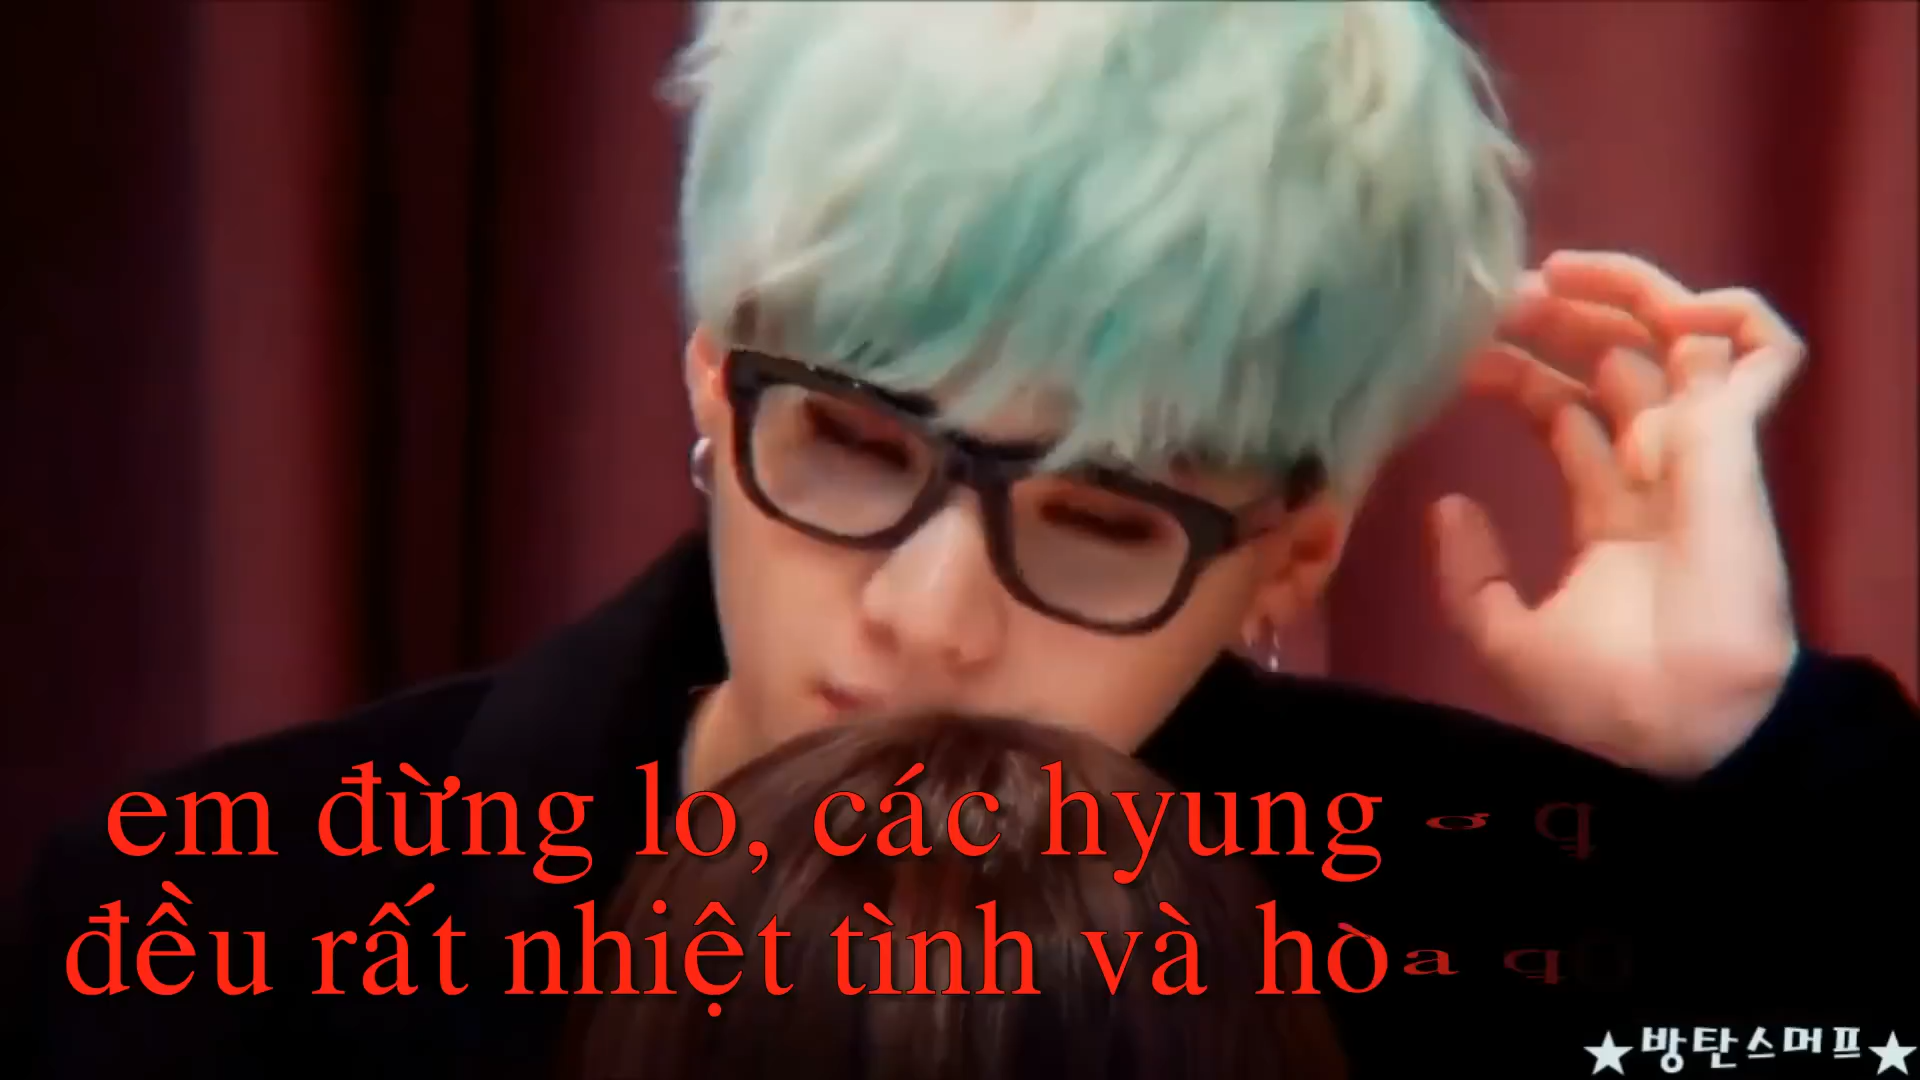 em đừng lo, các hyung ơ
đều rất nhiệt tình và hòa
★방탄스머프★